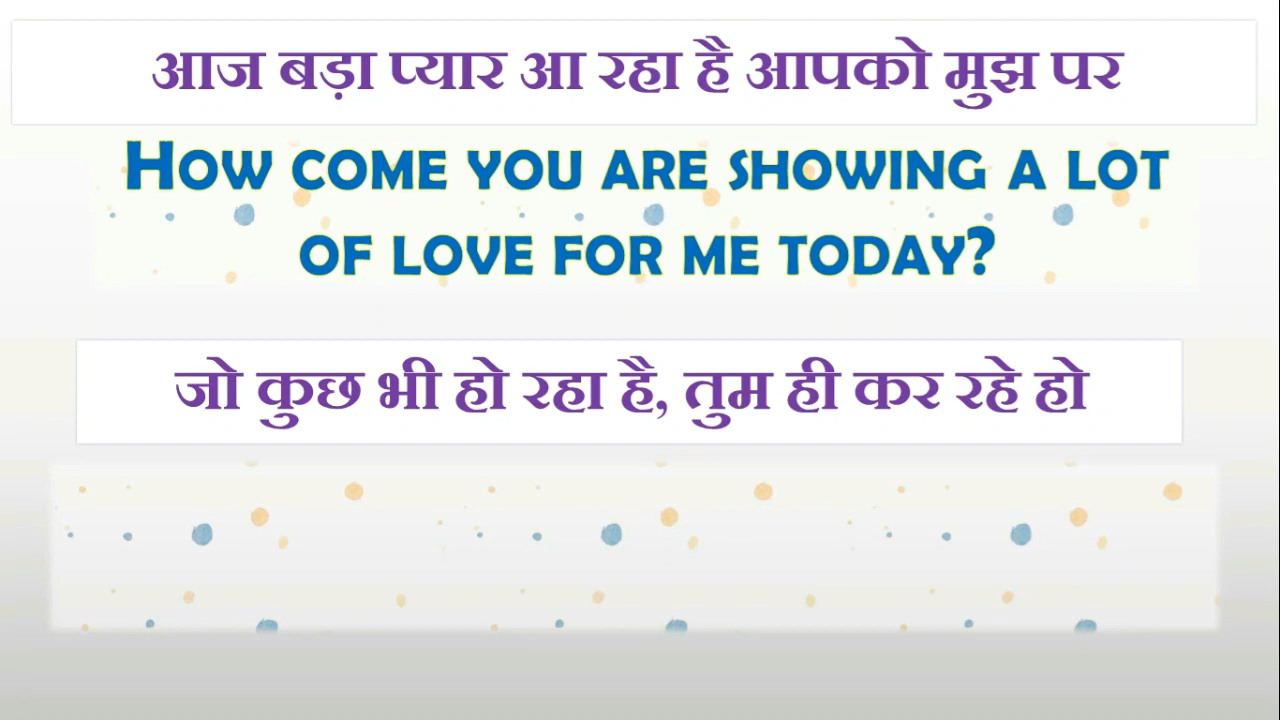 आज बड़ा प्यार आ रहा है आपको मुझ पर
HOW COME YOU ARE SHOWING A LOT
OF LOVE FOR ME TODAY?
जो कुछ भी हो रहा है, तुम ही कर रहे हो